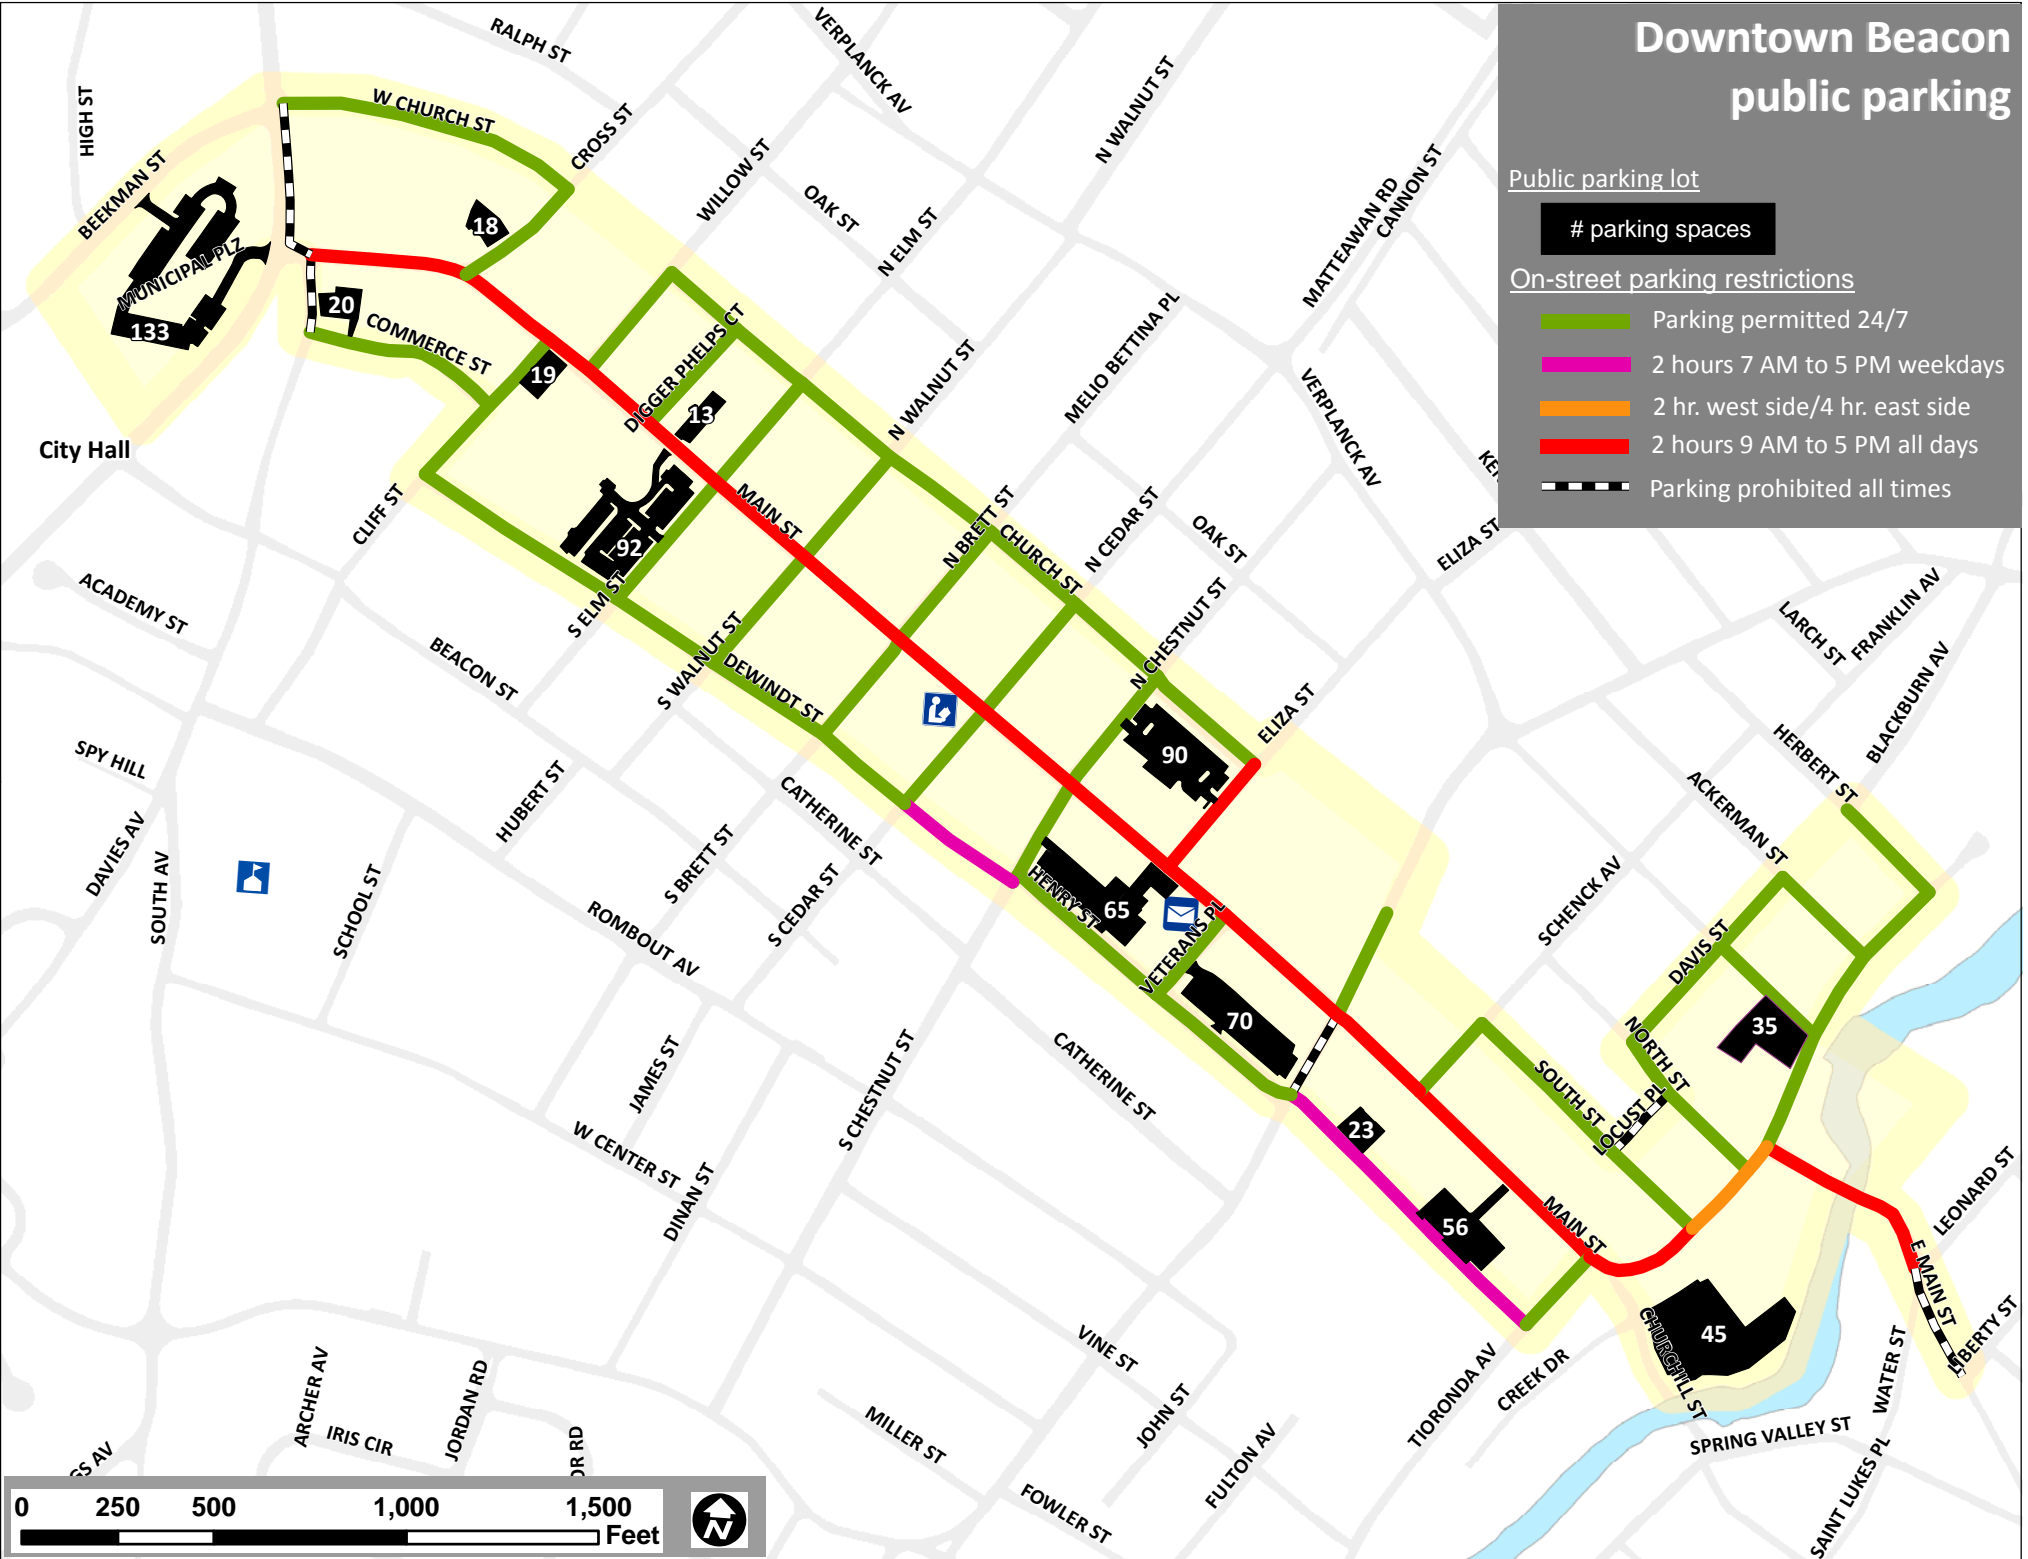 Downtown Beacon
public parking
Public parking lot
# parking spaces
On-street parking restrictions
Parking permitted 24/7
2 hours 7 AM to 5 PM weekdays
2 hr. west side/4 hr. east side
2 hours 9 AM to 5 PM all days
Parking prohibited all times
RALPH ST
VERPLANCK AV
HIGH ST
W CHURCH ST
CROSS ST
N WALNUT ST
BEEKMAN ST
WILLOW ST
OAK ST
N ELM ST
MATTEAWAN RD
CANNON ST
18
MUNICIPAL PLZ
133
20
COMMERCE ST
19
DIGGER PHELPS CT
13
N WALNUT ST
MELIO BETTINA PL
VERPLANCK AV
City Hall
CLIFF ST
MAIN ST
92
N BRETT ST
CHURCH ST
N CEDAR ST
OAK ST
ELIZA ST
ACADEMY ST
S ELM ST
BEACON ST
S WALNUT ST
DEWINDT ST
N CHESTNUT ST
ELIZA ST
90
LARCH ST
FRANKLIN AV
BLACKBURN AV
HERBERT ST
ACKERMAN ST
SPY HILL
DAVIES AV
SOUTH AV
SCHOOL ST
HUBERT ST
CATHERINE ST
S BRETT ST
S CEDAR ST
ROMBOUT AV
HENRY ST
65
VETERANS PL
70
SCHENCK AV
DAVIS ST
35
NORTH ST
SOUTH ST
LOCUST PL
JAMES ST
S CHESTNUT ST
CATHERINE ST
W CENTER ST
DINAN ST
23
56
MAIN ST
E MAIN ST
LEONARD ST
LIBERTY ST
45
CHURCHILL ST
WATER ST
VINE ST
JOHN ST
TIORONDA AV
CREEK DR
SPRING VALLEY ST
SAINT LUKES PL
ARCHER AV
IRIS CIR
JORDAN RD
OR RD
GS AV
MILLER ST
FULTON AV
FOWLER ST
0 250 500 1,000 1,500
Feet
N